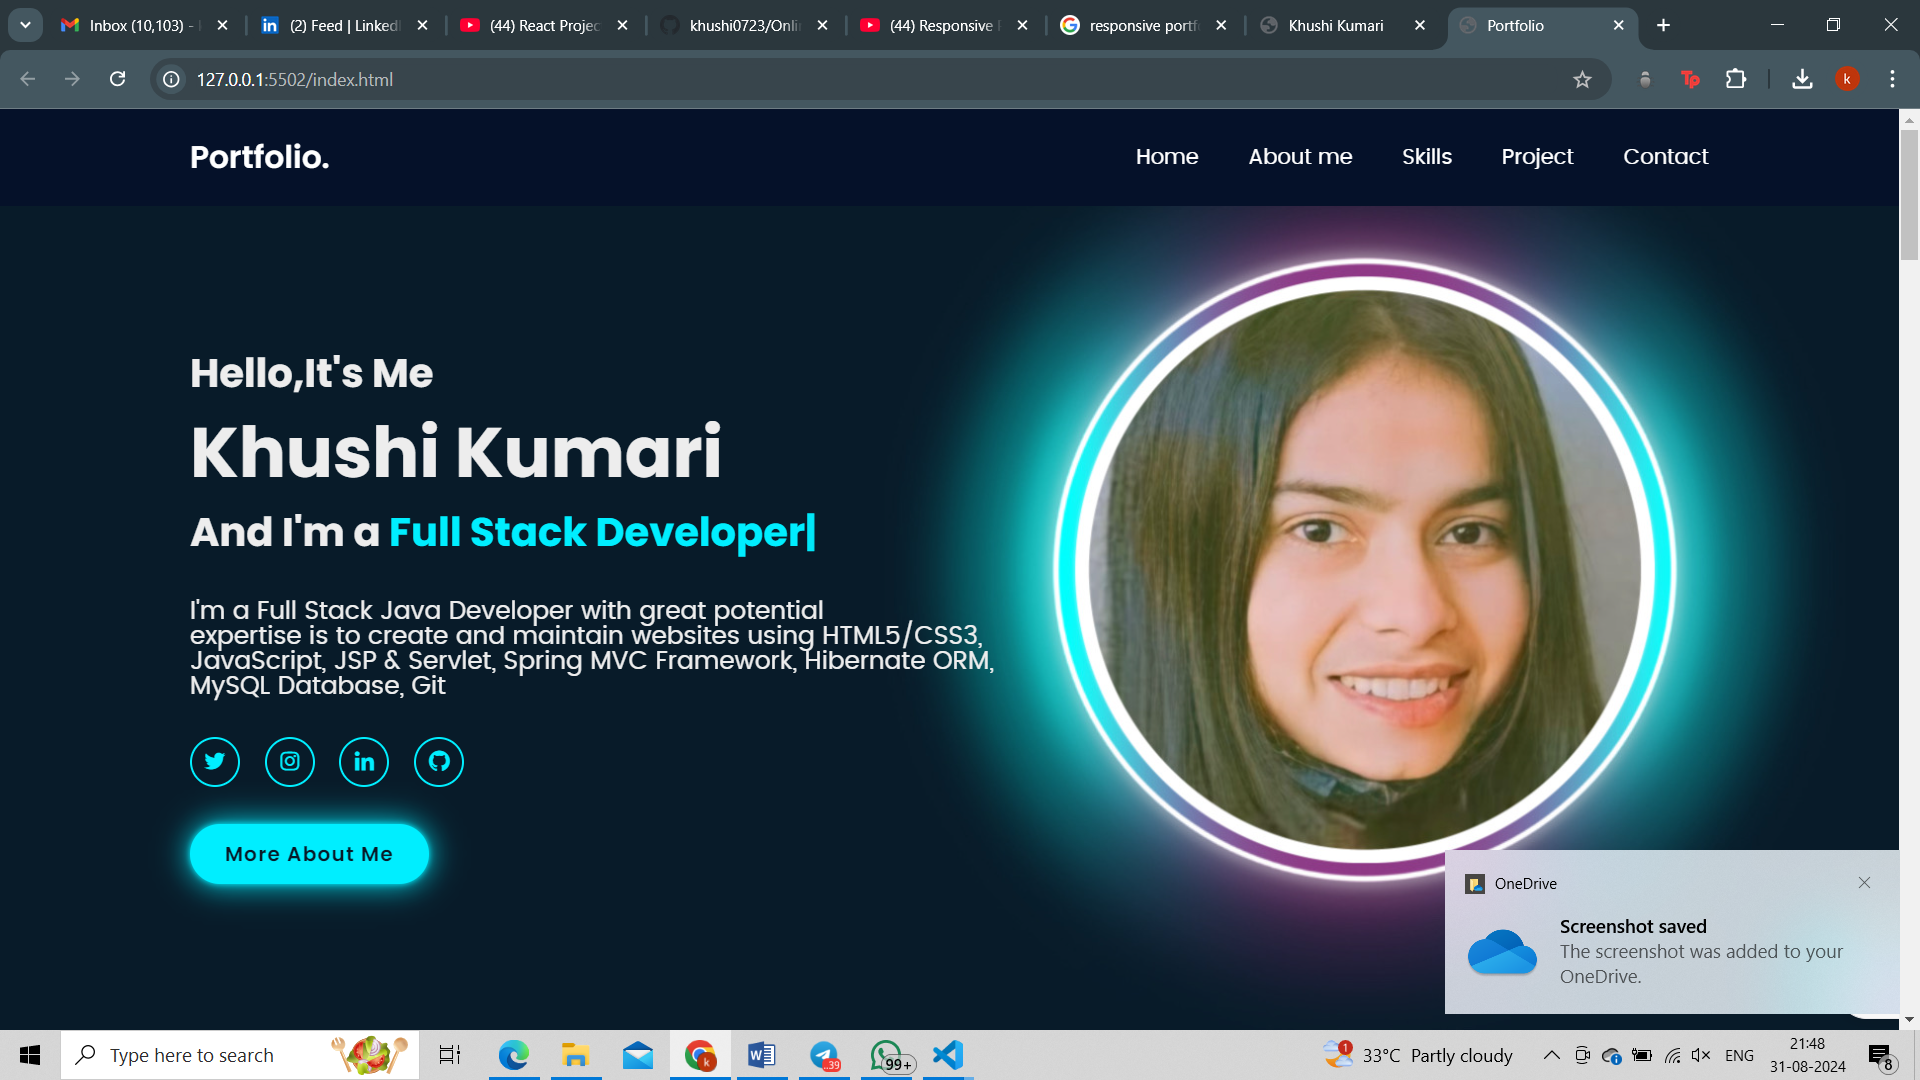 Inbox (10,103) -
(2) Feed | Linked
(44) React Projec
khushi0723/Onli
(44) Responsive
responsive portf
Khushi Kumari
Portfolio
127.0.0.1:5502/index.html
Tp
k
Portfolio.
Home
About me
Skills
Project
Contact
Hello,It's Me
Khushi Kumari
And I'm a Full Stack Developer|
I'm a Full Stack Java Developer with great potential
expertise is to create and maintain websites using HTML5/CSS3,
JavaScript, JSP & Servlet, Spring MVC Framework, Hibernate ORM,
MySQL Database, Git
More About Me
OneDrive
Screenshot saved
The screenshot was added to your
OneDrive.
Type here to search
k
W
..39
99+
1
33°C Partly cloudy
ENG
21:48
31-08-2024
8